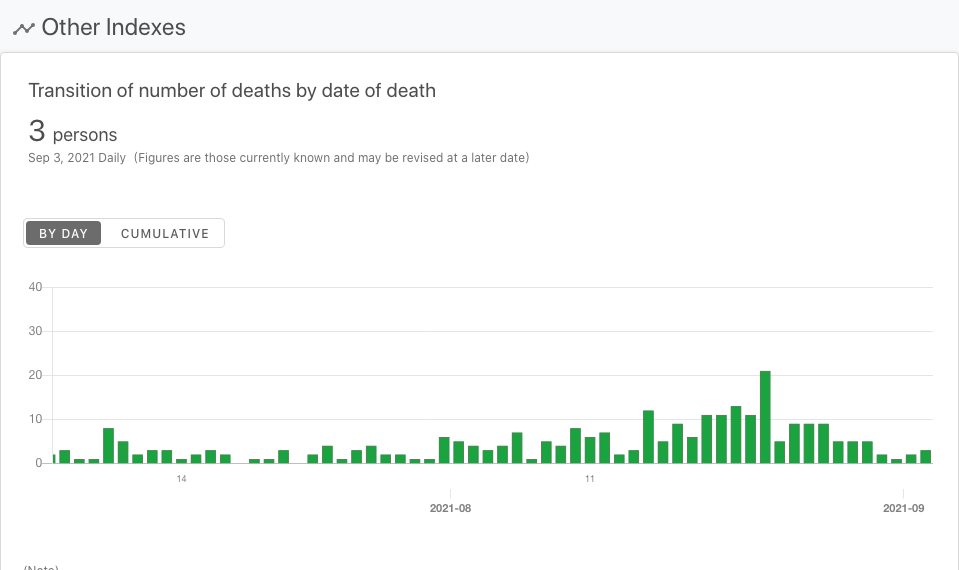 Other Indexes
Transition of number of deaths by date of death
3 persons
Sep 3, 2021 Daily (Figures are those currently known and may be revised at a later date)
BY DAY CUMULATIVE
40
30
20
10
0
14 11
2021-08 2021-09
(Note)